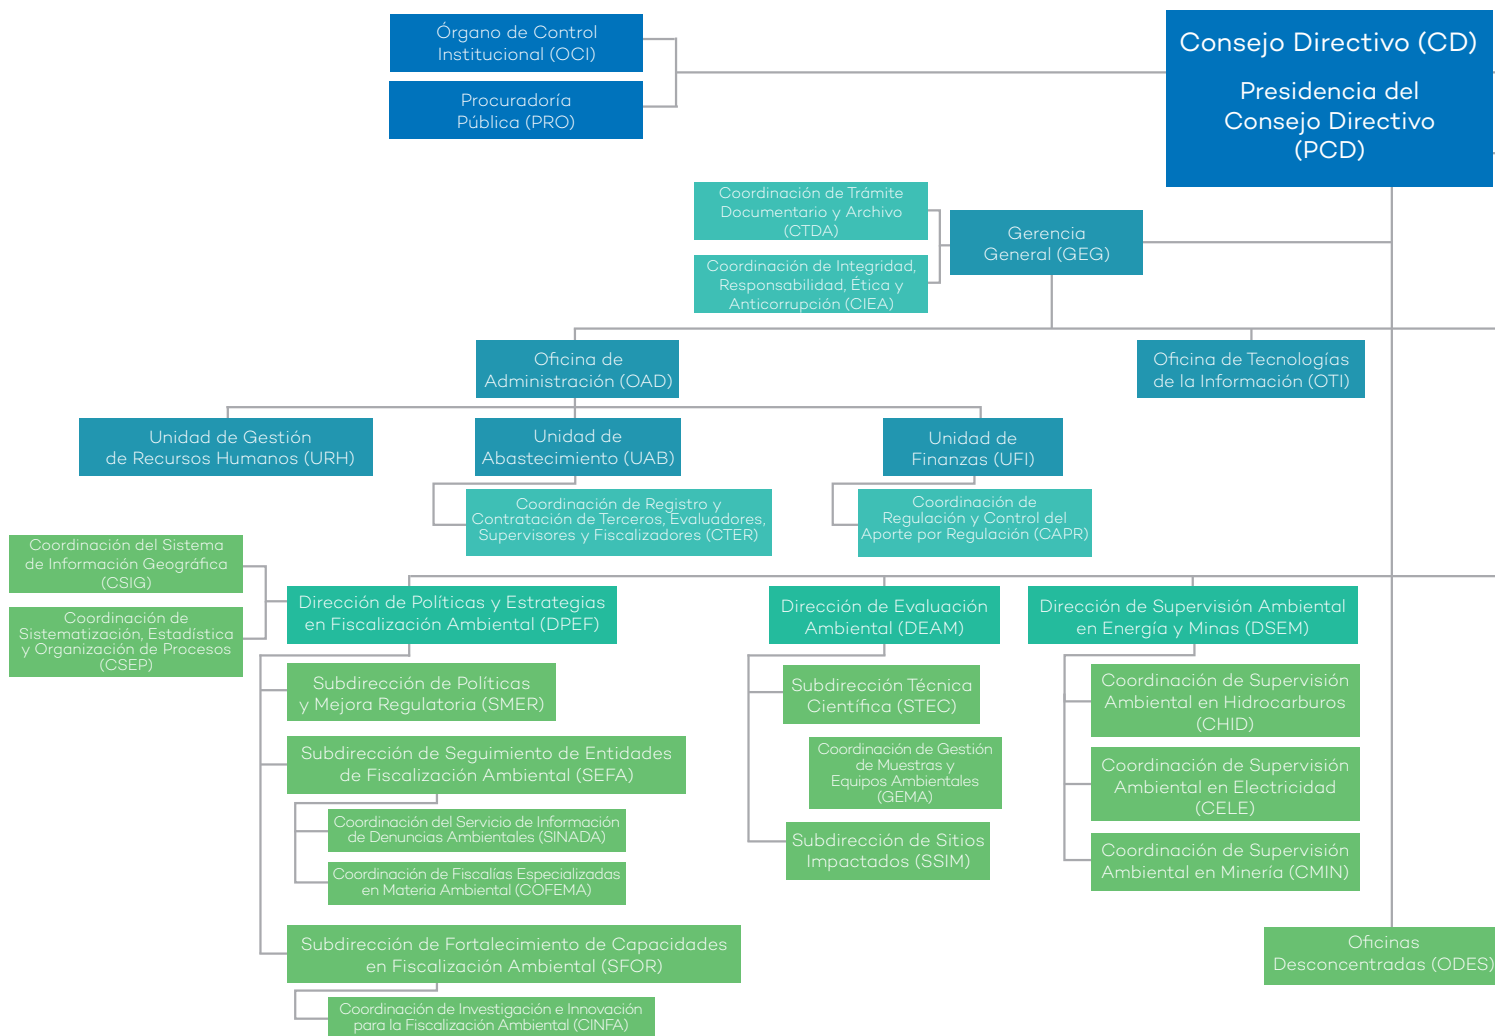 Órgano de Control
Institucional (OCI)
Procuradoría
Pública (PRO)
Consejo Directivo (CD)
Presidencia del
Consejo Directivo
(PCD)
Coordinación de Trámite
Documentario y Archivo
(CTDA)
Coordinación de Integridad,
Responsabilidad, Ética y
Anticorrupción (CIEA)
Gerencia
General (GEG)
Oficina de
Administración (OAD)
Oficina de Tecnologías
de la Información (OTI)
Unidad de Gestión
de Recursos Humanos (URH)
Unidad de
Abastecimiento (UAB)
Unidad de
Finanzas (UFI)
Coordinación de Registro y
Contratación de Terceros, Evaluadores,
Supervisores y Fiscalizadores (CTER)
Coordinación de
Regulación y Control del
Aporte por Regulación (CAPR)
Coordinación del Sistema
de Información Geográfica
(CSIG)
Coordinación de
Sistematización, Estadística
y Organización de Procesos
(CSEP)
Dirección de Políticas y Estrategias
en Fiscalización Ambiental (DPEF)
Subdirección de Políticas
y Mejora Regulatoria (SMER)
Subdirección de Seguimiento de Entidades
de Fiscalización Ambiental (SEFA)
Coordinación del Servicio de Información
de Denuncias Ambientales (SINADA)
Coordinación de Fiscalías Especializadas
en Materia Ambiental (COFEMA)
Subdirección de Fortalecimiento de Capacidades
en Fiscalización Ambiental (SFOR)
Coordinación de Investigación e Innovación
para la Fiscalización Ambiental (CINFA)
Dirección de Evaluación
Ambiental (DEAM)
Subdirección Técnica
Científica (STEC)
Coordinación de Gestión
de Muestras y
Equipos Ambientales
(GEMA)
Subdirección de Sitios
Impactados (SSIM)
Dirección de Supervisión Ambiental
en Energía y Minas (DSEM)
Coordinación de Supervisión
Ambiental en Hidrocarburos
(CHID)
Coordinación de Supervisión
Ambiental en Electricidad
(CELE)
Coordinación de Supervisión
Ambiental en Minería (CMIN)
Oficinas
Desconcentradas (ODES)